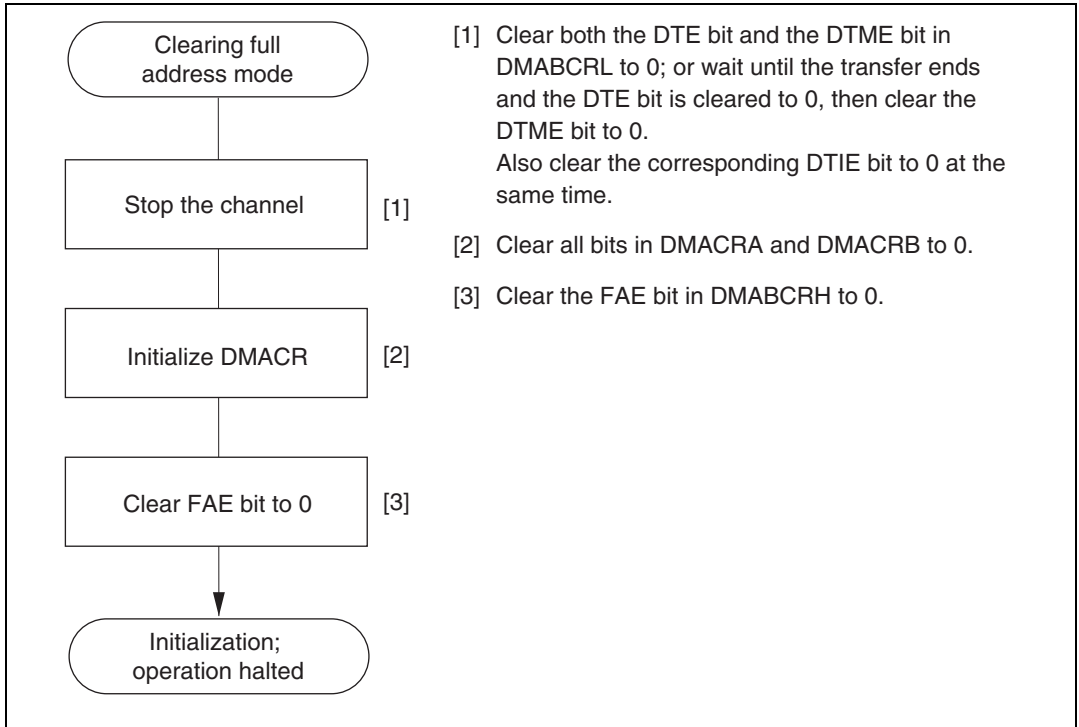 Clearing full
address mode
Stop the channel
[1]
Initialize DMACR
[2]
Clear FAE bit to 0
[3]
Initialization;
operation halted
[1] Clear both the DTE bit and the DTME bit in
DMABCRL to 0; or wait until the transfer ends
and the DTE bit is cleared to 0, then clear the
DTME bit to 0.
Also clear the corresponding DTIE bit to 0 at the
same time.
[2] Clear all bits in DMACRA and DMACRB to 0.
[3] Clear the FAE bit in DMABCRH to 0.